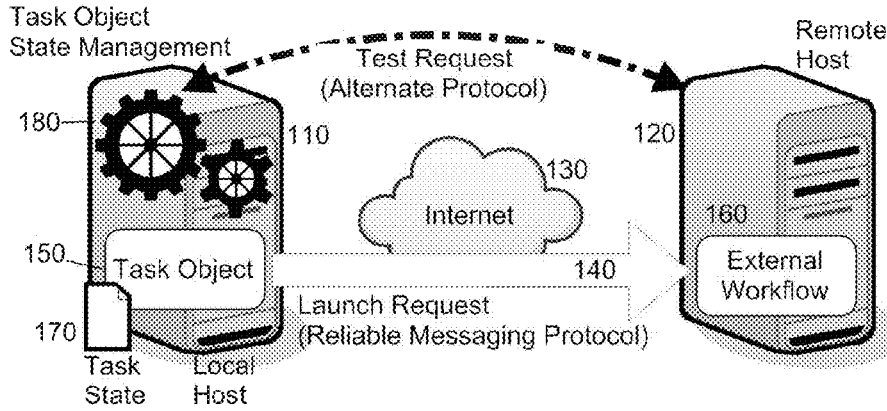 Task Object
State Management
Remote
Host
Test Request
(Alternate Protocol)
180
110
120
130
Internet
160
150
Task Object
140
External
Workflow
Launch Request
(Reliable Messaging Protocol)
170
Task
State
Local
Host